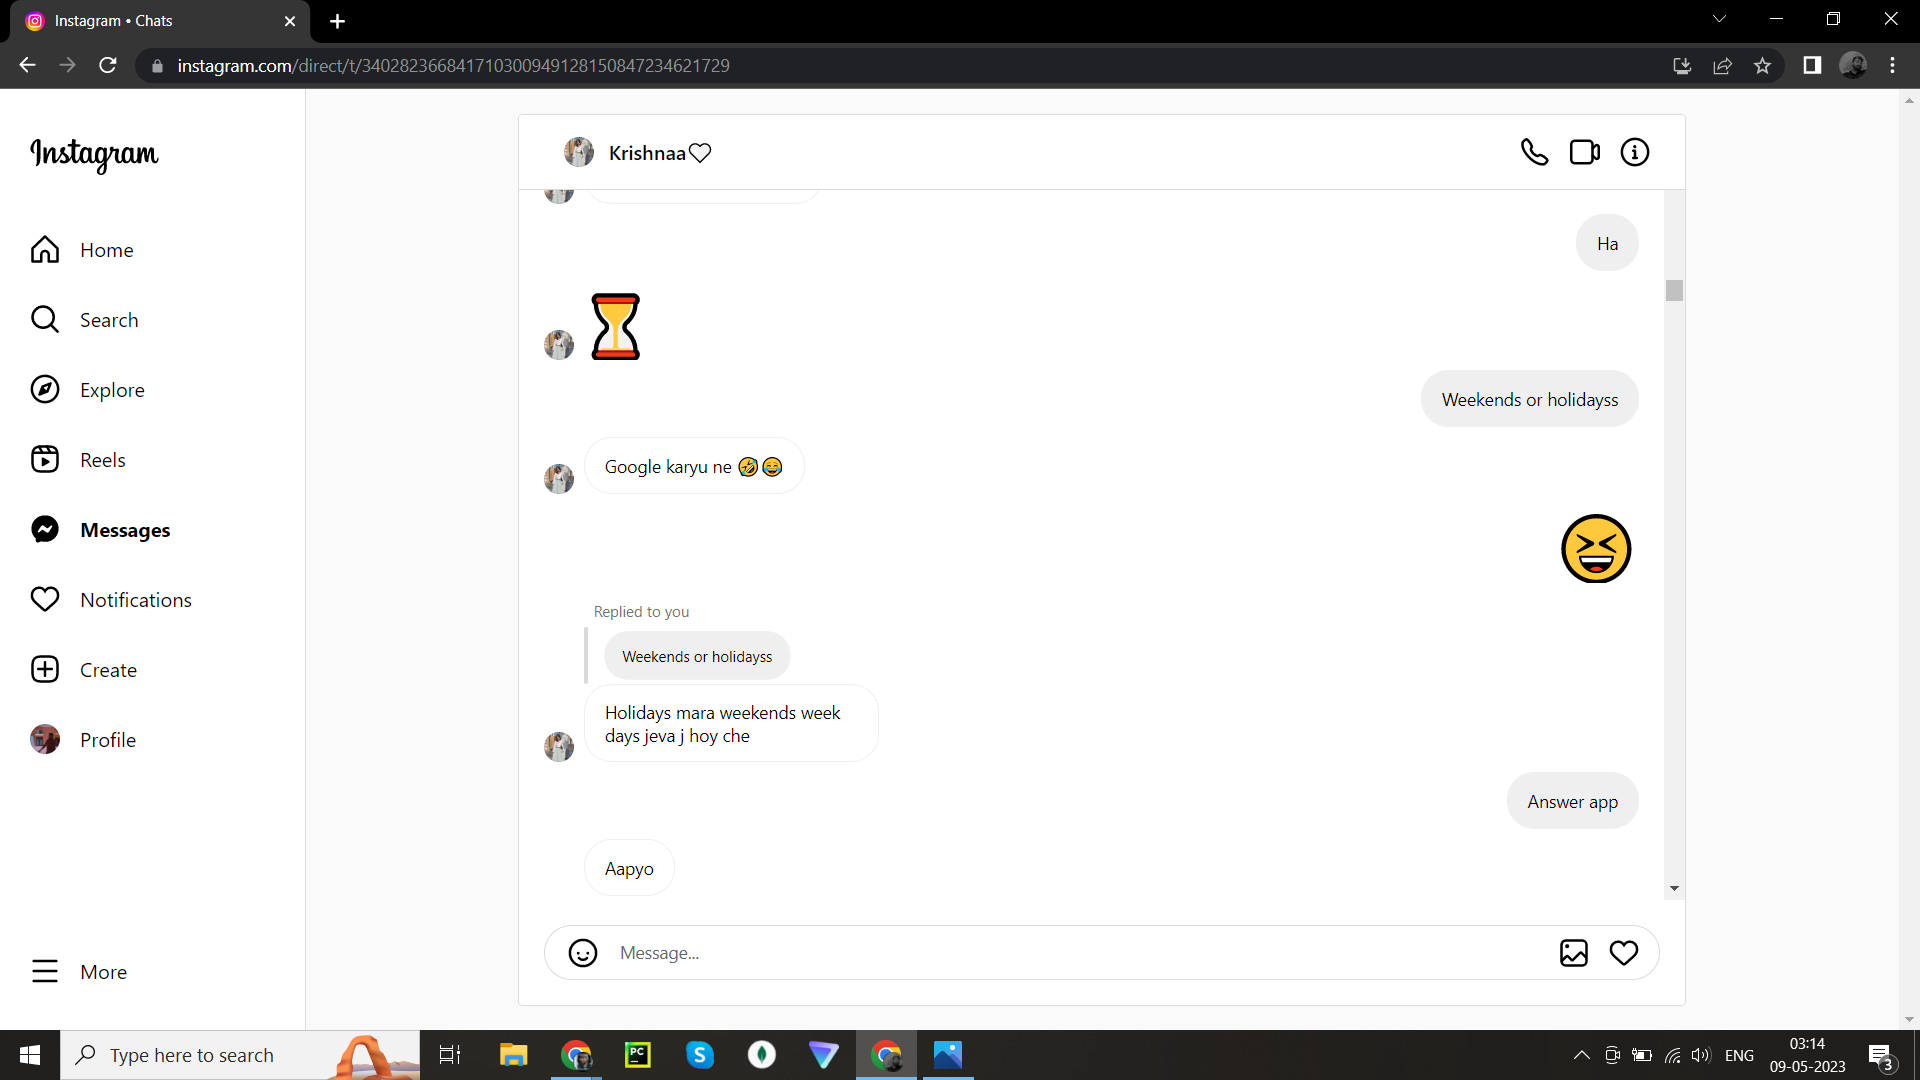 Instagram • Chats
instagram.com/direct/t/340282366841710300949128150847234621729
Instagram
Home
Search
Explore
Reels
Messages
Notifications
Create
Profile
More
Krishnaa♡
Ha
Weekends or holidayss
Google karyu ne 🤣😂
Replied to you
Weekends or holidayss
Holidays mara weekends week
days jeva j hoy che
Answer app
Aapyo
Message...
Type here to search
PC
ENG
03:14
09-05-2023
3